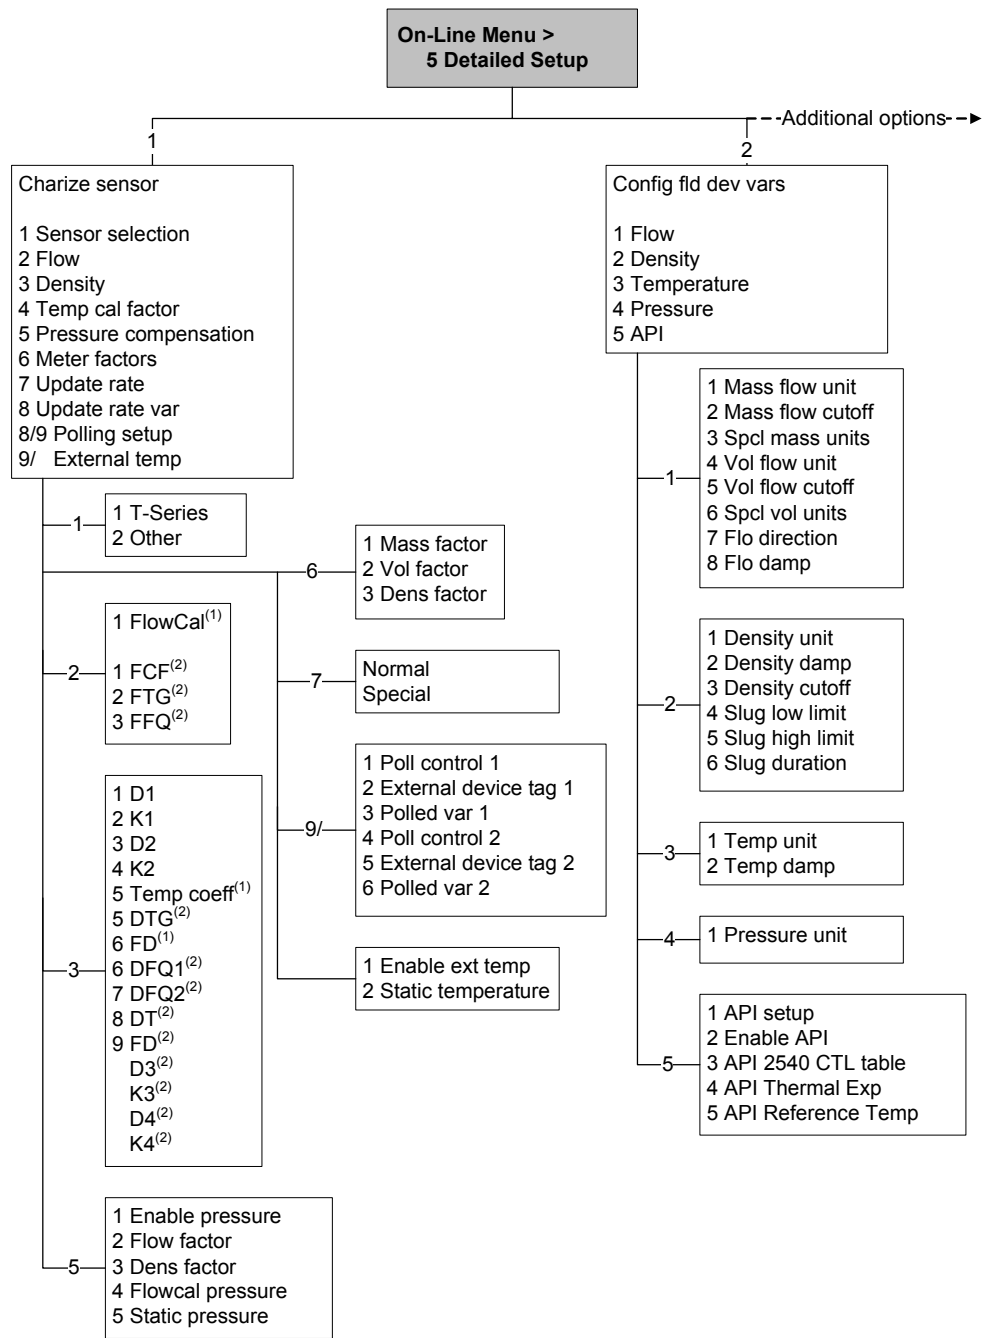 On-Line Menu >
5 Detailed Setup
Additional options
1
2
Charize sensor
1 Sensor selection
2 Flow
3 Density
4 Temp cal factor
5 Pressure compensation
6 Meter factors
7 Update rate
8 Update rate var
8/9 Polling setup
9/ External temp
1
1 T-Series
2 Other
2
1 FlowCal(1)
1 FCF(2)
2 FTG(2)
3 FFQ(2)
3
1 D1
2 K1
3 D2
4 K2
5 Temp coeff(1)
5 DTG(2)
6 FD(1)
6 DFQ1(2)
7 DFQ2(2)
8 DT(2)
9 FD(2)
D3(2)
K3(2)
D4(2)
K4(2)
5
1 Enable pressure
2 Flow factor
3 Dens factor
4 Flowcal pressure
5 Static pressure
6
1 Mass factor
2 Vol factor
3 Dens factor
7
Normal
Special
9/
1 Poll control 1
2 External device tag 1
3 Polled var 1
4 Poll control 2
5 External device tag 2
6 Polled var 2
1 Enable ext temp
2 Static temperature
Config fld dev vars
1 Flow
2 Density
3 Temperature
4 Pressure
5 API
1
1 Mass flow unit
2 Mass flow cutoff
3 Spcl mass units
4 Vol flow unit
5 Vol flow cutoff
6 Spcl vol units
7 Flo direction
8 Flo damp
2
1 Density unit
2 Density damp
3 Density cutoff
4 Slug low limit
5 Slug high limit
6 Slug duration
3
1 Temp unit
2 Temp damp
4
1 Pressure unit
5
1 API setup
2 Enable API
3 API 2540 CTL table
4 API Thermal Exp
5 API Reference Temp